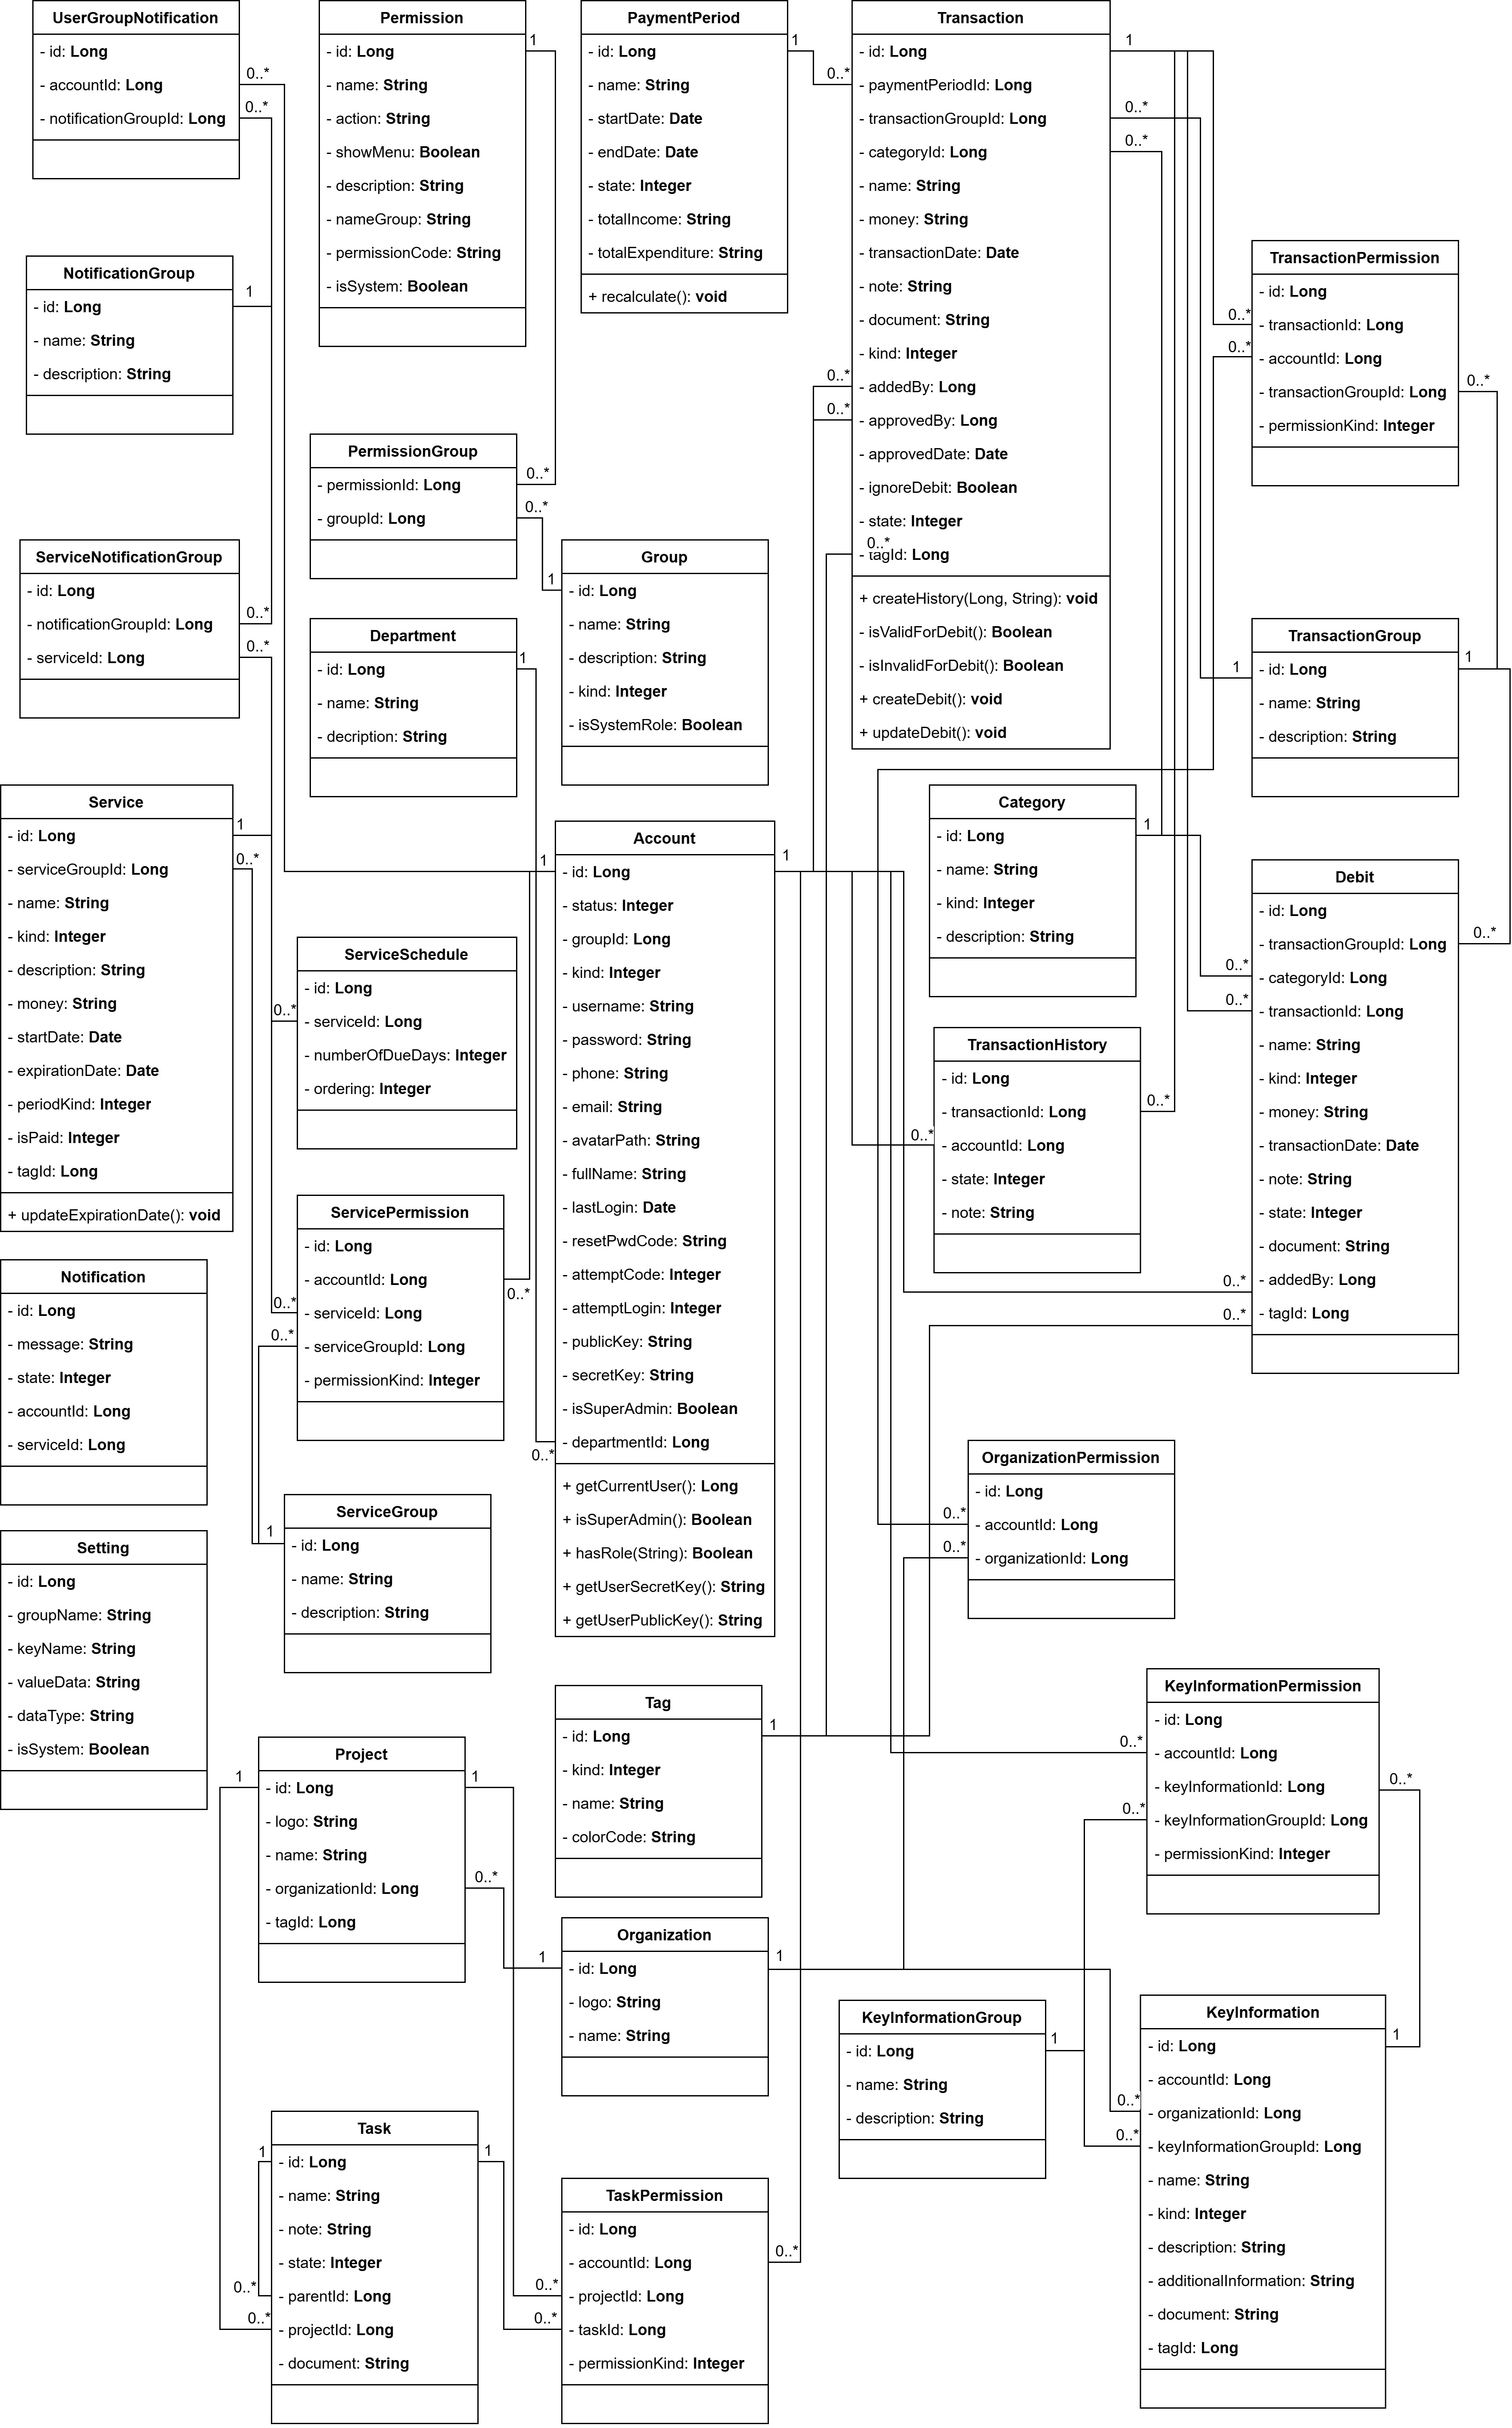 UserGroupNotification
- id: Long
- accountId: Long
- notificationGroupId: Long
0..*
0..*
Permission
- id: Long
- name: String
- action: String
- showMenu: Boolean
- description: String
- nameGroup: String
- permissionCode: String
- isSystem: Boolean
1
PaymentPeriod
- id: Long
- name: String
- startDate: Date
- endDate: Date
- state: Integer
- totalIncome: String
- totalExpenditure: String
+ recalculate(): void
1
0..*
Transaction
- id: Long
- paymentPeriodId: Long
- transactionGroupId: Long
- categoryId: Long
- name: String
- money: String
- transactionDate: Date
- note: String
- document: String
- kind: Integer
- addedBy: Long
- approvedBy: Long
- approvedDate: Date
- ignoreDebit: Boolean
- state: Integer
0..*
- tagId: Long
+ createHistory(Long, String): void
- isValidForDebit(): Boolean
- isInvalidForDebit(): Boolean
+ createDebit(): void
+ updateDebit(): void
1
0..*
0..*
0..*
0..*
TransactionPermission
- id: Long
- transactionId: Long
- accountId: Long
- transactionGroupId: Long
- permissionKind: Integer
0..*
0..*
0..*
NotificationGroup
- id: Long
- name: String
- description: String
1
PermissionGroup
- permissionId: Long
- groupId: Long
0..*
0..*
ServiceNotificationGroup
- id: Long
- notificationGroupId: Long
- serviceId: Long
0..*
0..*
Group
- id: Long
- name: String
- description: String
- kind: Integer
- isSystemRole: Boolean
1
Department
- id: Long
- name: String
- decription: String
1
TransactionGroup
- id: Long
- name: String
- description: String
1
1
Service
- id: Long
- serviceGroupId: Long
- name: String
- kind: Integer
- description: String
- money: String
- startDate: Date
- expirationDate: Date
- periodKind: Integer
- isPaid: Integer
- tagId: Long
+ updateExpirationDate(): void
1
0..*
Account
- id: Long
- status: Integer
- groupId: Long
- kind: Integer
- username: String
- password: String
- phone: String
- email: String
- avatarPath: String
- fullName: String
- lastLogin: Date
- resetPwdCode: String
- attemptCode: Integer
- attemptLogin: Integer
- publicKey: String
- secretKey: String
- isSuperAdmin: Boolean
- departmentId: Long
+ getCurrentUser(): Long
+ isSuperAdmin(): Boolean
+ hasRole(String): Boolean
+ getUserSecretKey(): String
+ getUserPublicKey(): String
1
1
0..*
Category
- id: Long
- name: String
- kind: Integer
- description: String
1
Debit
- id: Long
- transactionGroupId: Long
- categoryId: Long
- transactionId: Long
- name: String
- kind: Integer
- money: String
- transactionDate: Date
- note: String
- state: Integer
- document: String
- addedBy: Long
- tagId: Long
0..*
0..*
0..*
0..*
0..*
ServiceSchedule
- id: Long
- serviceId: Long
- numberOfDueDays: Integer
- ordering: Integer
0..*
TransactionHistory
- id: Long
- transactionId: Long
- accountId: Long
- state: Integer
- note: String
0..*
0..*
ServicePermission
- id: Long
- accountId: Long
- serviceId: Long
- serviceGroupId: Long
- permissionKind: Integer
0..*
0..*
0..*
Notification
- id: Long
- message: String
- state: Integer
- accountId: Long
- serviceId: Long
OrganizationPermission
- id: Long
- accountId: Long
- organizationId: Long
0..*
0..*
ServiceGroup
- id: Long
- name: String
- description: String
1
Setting
- id: Long
- groupName: String
- keyName: String
- valueData: String
- dataType: String
- isSystem: Boolean
KeyInformationPermission
- id: Long
- accountId: Long
- keyInformationId: Long
- keyInformationGroupId: Long
- permissionKind: Integer
0..*
0..*
0..*
Tag
- id: Long
- kind: Integer
- name: String
- colorCode: String
1
Project
- id: Long
- logo: String
- name: String
- organizationId: Long
- tagId: Long
1
1
0..*
Organization
- id: Long
- logo: String
- name: String
1
1
KeyInformationGroup
- id: Long
- name: String
- description: String
1
KeyInformation
- id: Long
- accountId: Long
- organizationId: Long
- keyInformationGroupId: Long
- name: String
- kind: Integer
- description: String
- additionalInformation: String
- document: String
- tagId: Long
1
0..*
0..*
Task
- id: Long
- name: String
- note: String
- state: Integer
- parentId: Long
- projectId: Long
- document: String
1
1
0..*
0..*
TaskPermission
- id: Long
- accountId: Long
- projectId: Long
- taskId: Long
- permissionKind: Integer
0..*
0..*
0..*